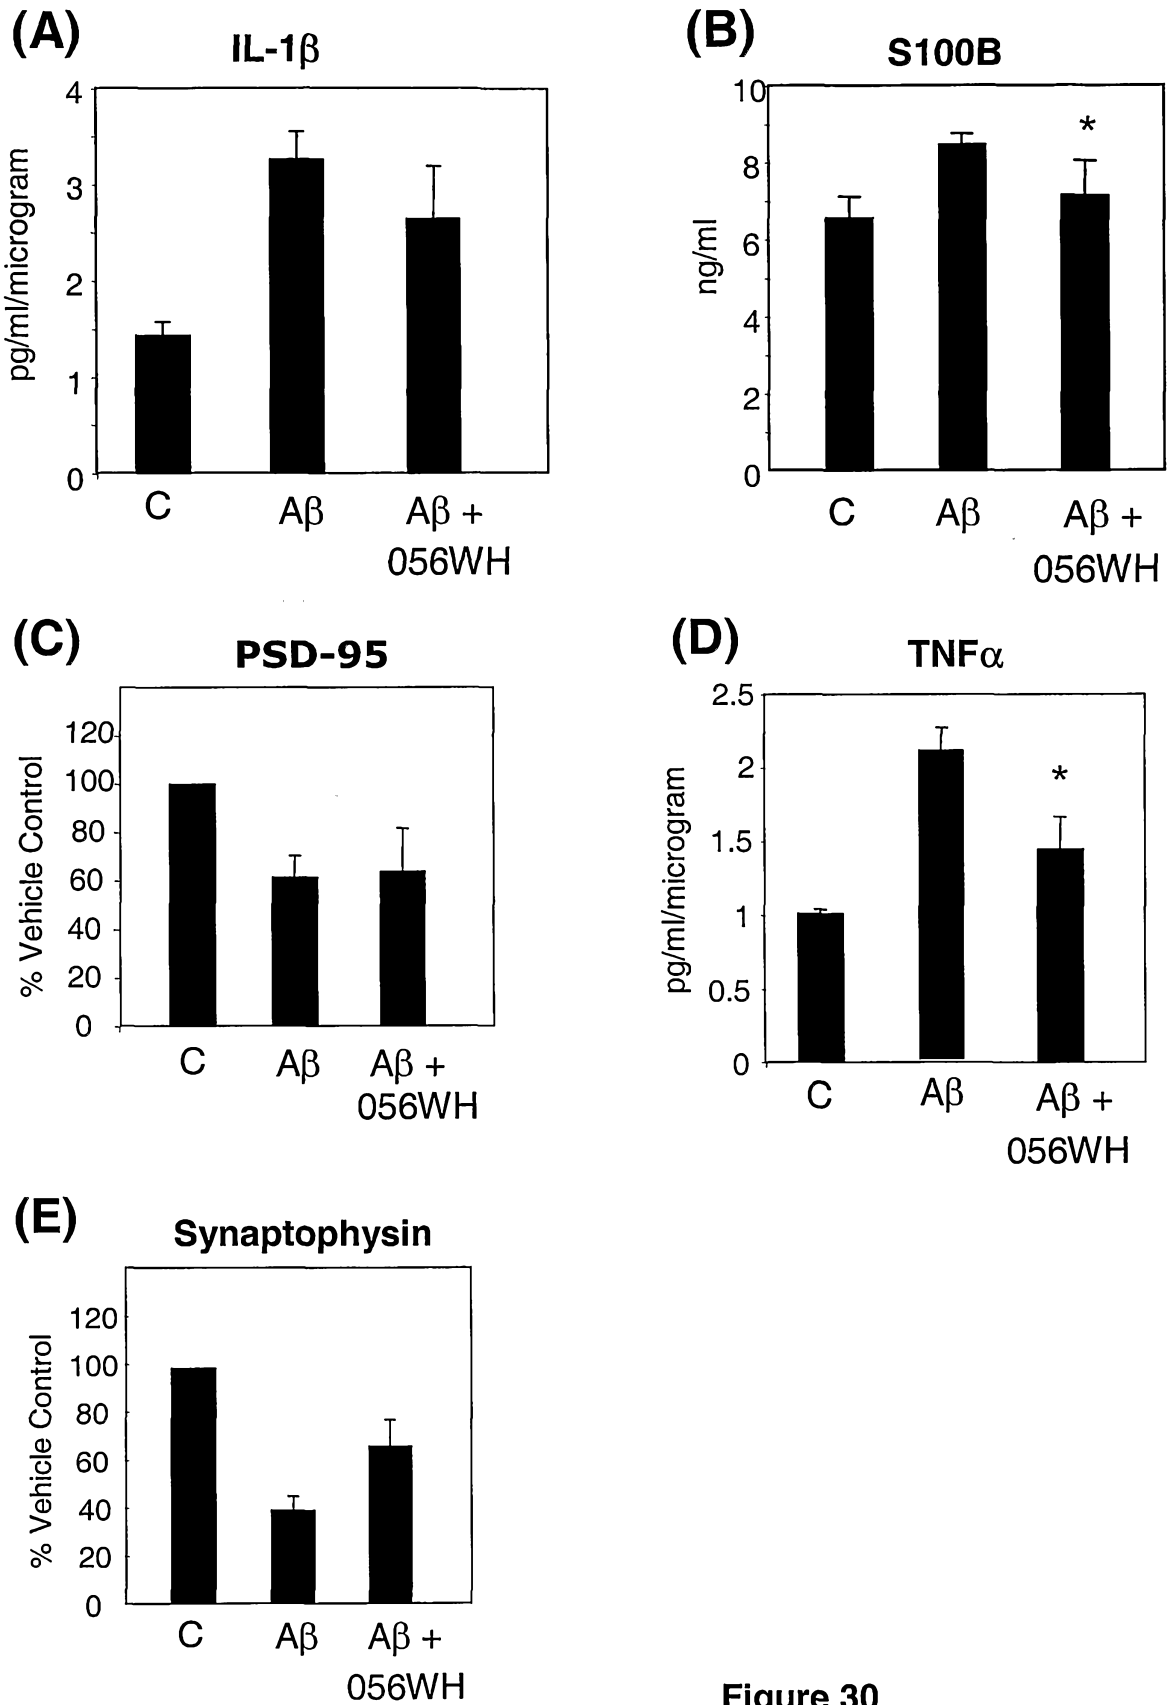 (A)
IL-1β
pg/ml/microgram
4
3
2
1
0
C
Aβ
Aβ +
056WH
(B)
S100B
ng/ml
10
8
6
4
2
0
*
C
Aβ
Aβ +
056WH
(C)
PSD-95
% Vehicle Control
120
100
80
60
40
20
0
C
Aβ
Aβ +
056WH
(D)
TNFα
pg/ml/microgram
2.5
2
1.5
1
0.5
0
*
C
Aβ
Aβ +
056WH
(E)
Synaptophysin
% Vehicle Control
120
100
80
60
40
20
0
C
Aβ
Aβ +
056WH
Figure 30